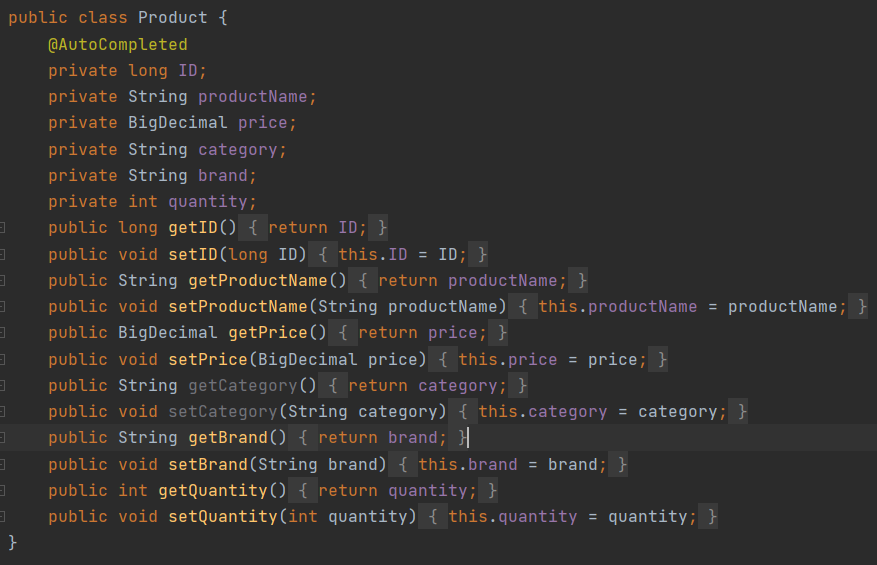 public class Product {
@AutoCompleted
private long ID;
private String productName;
private BigDecimal price;
private String category;
private String brand;
private int quantity;
public long getID() { return ID; }
public void setID(long ID) { this.ID = ID; }
public String getProductName() { return productName; }
public void setProductName(String productName) { this.productName = productName; }
public BigDecimal getPrice() { return price; }
public void setPrice(BigDecimal price) { this.price = price; }
public String getCategory() { return category; }
public void setCategory(String category) { this.category = category; }
public String getBrand() { return brand; }
public void setBrand(String brand) { this.brand = brand; }
public int getQuantity() { return quantity; }
public void setQuantity(int quantity) { this.quantity = quantity; }
}